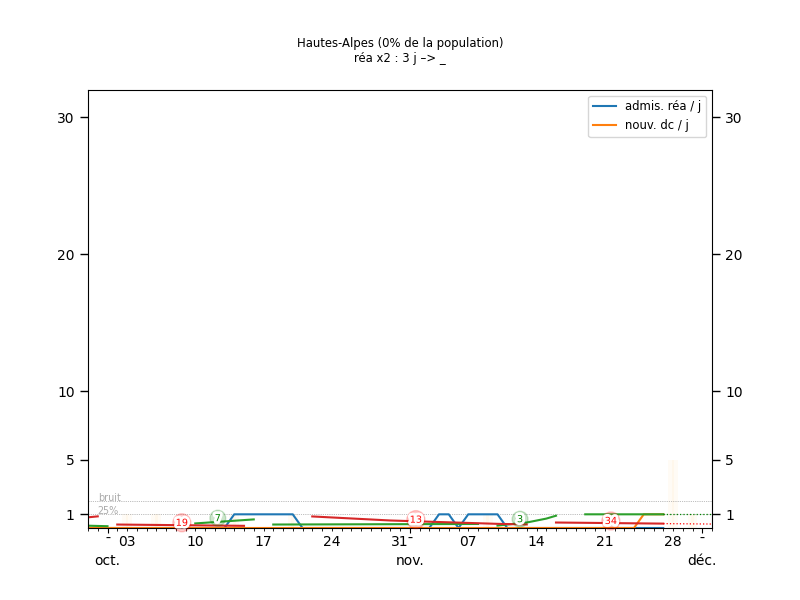 Hautes-Alpes (0% de la population)
réa x2 : 3 j –> _
admis. réa / j
nouv. dc / j
30 30
20 20
10 10
5 5
bruit
25%
1 1
19 7 13 3 34
- 03 10 17 24 31 - 07 14 21 28 -
oct. nov. déc.